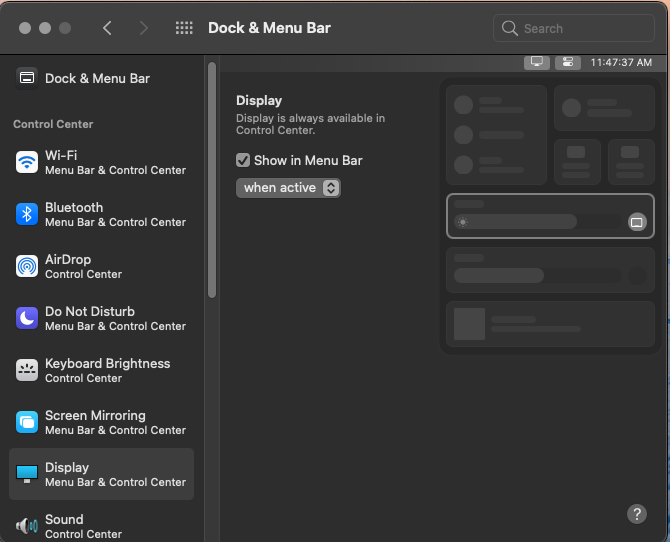 Dock & Menu Bar
Search
Dock & Menu Bar
Control Center
Wi-Fi
Menu Bar & Control Center
Bluetooth
Menu Bar & Control Center
AirDrop
Control Center
Do Not Disturb
Menu Bar & Control Center
Keyboard Brightness
Control Center
Screen Mirroring
Menu Bar & Control Center
Display
Menu Bar & Control Center
Sound
Control Center
11:47:37 AM
Display
Display is always available in
Control Center.
Show in Menu Bar
when active
?